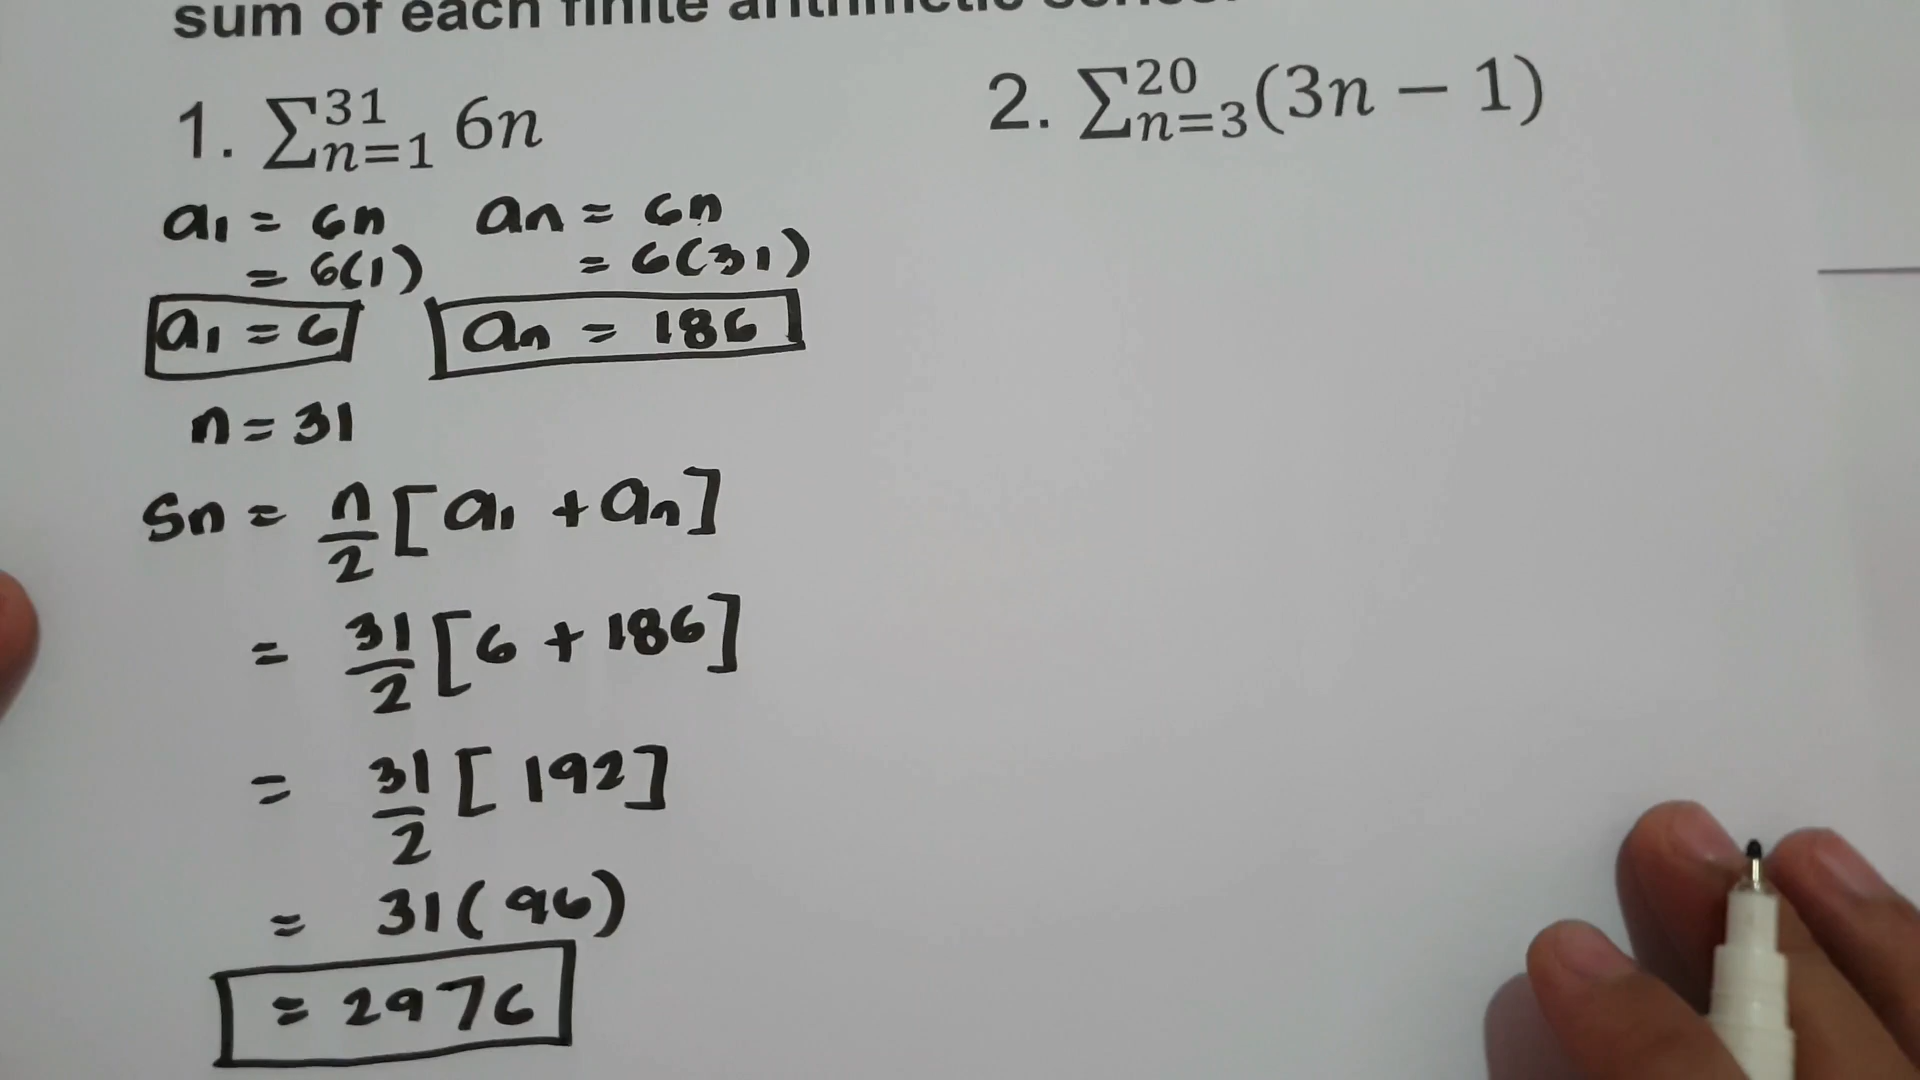 sum of each finite arithmetic series.
1. ∑³¹ₙ₌₁ 6n
a₁ = 6n
= 6(1)
a₁ = 6
an = 6n
= 6(31)
an = 186
n = 31
Sn = n/2 [a₁ + an]
= 31/2 [6 + 186]
= 31/2 [192]
= 31(96)
= 2976
2. ∑²⁰ₙ₌₃(3n − 1)